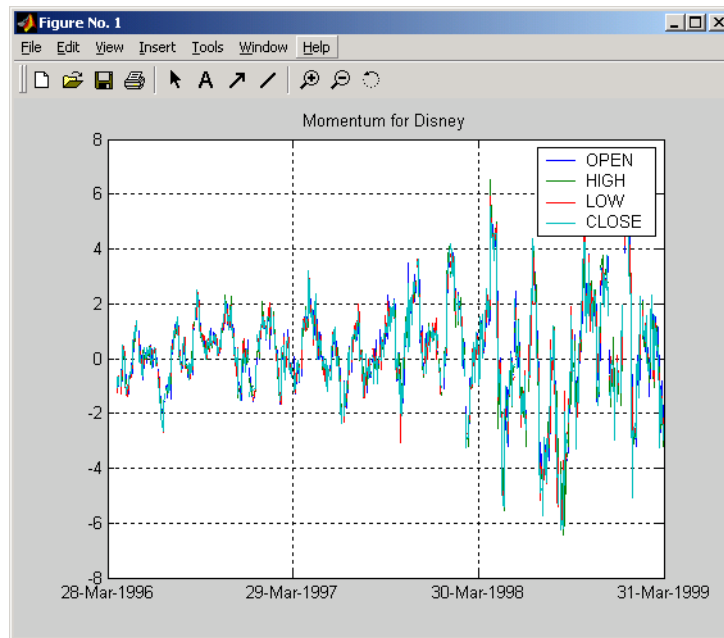 Figure No. 1
File Edit View Insert Tools Window Help
A
Momentum for Disney
8
6
4
2
0
-2
-4
-6
-8
OPEN
HIGH
LOW
CLOSE
28-Mar-1996 29-Mar-1997 30-Mar-1998 31-Mar-1999